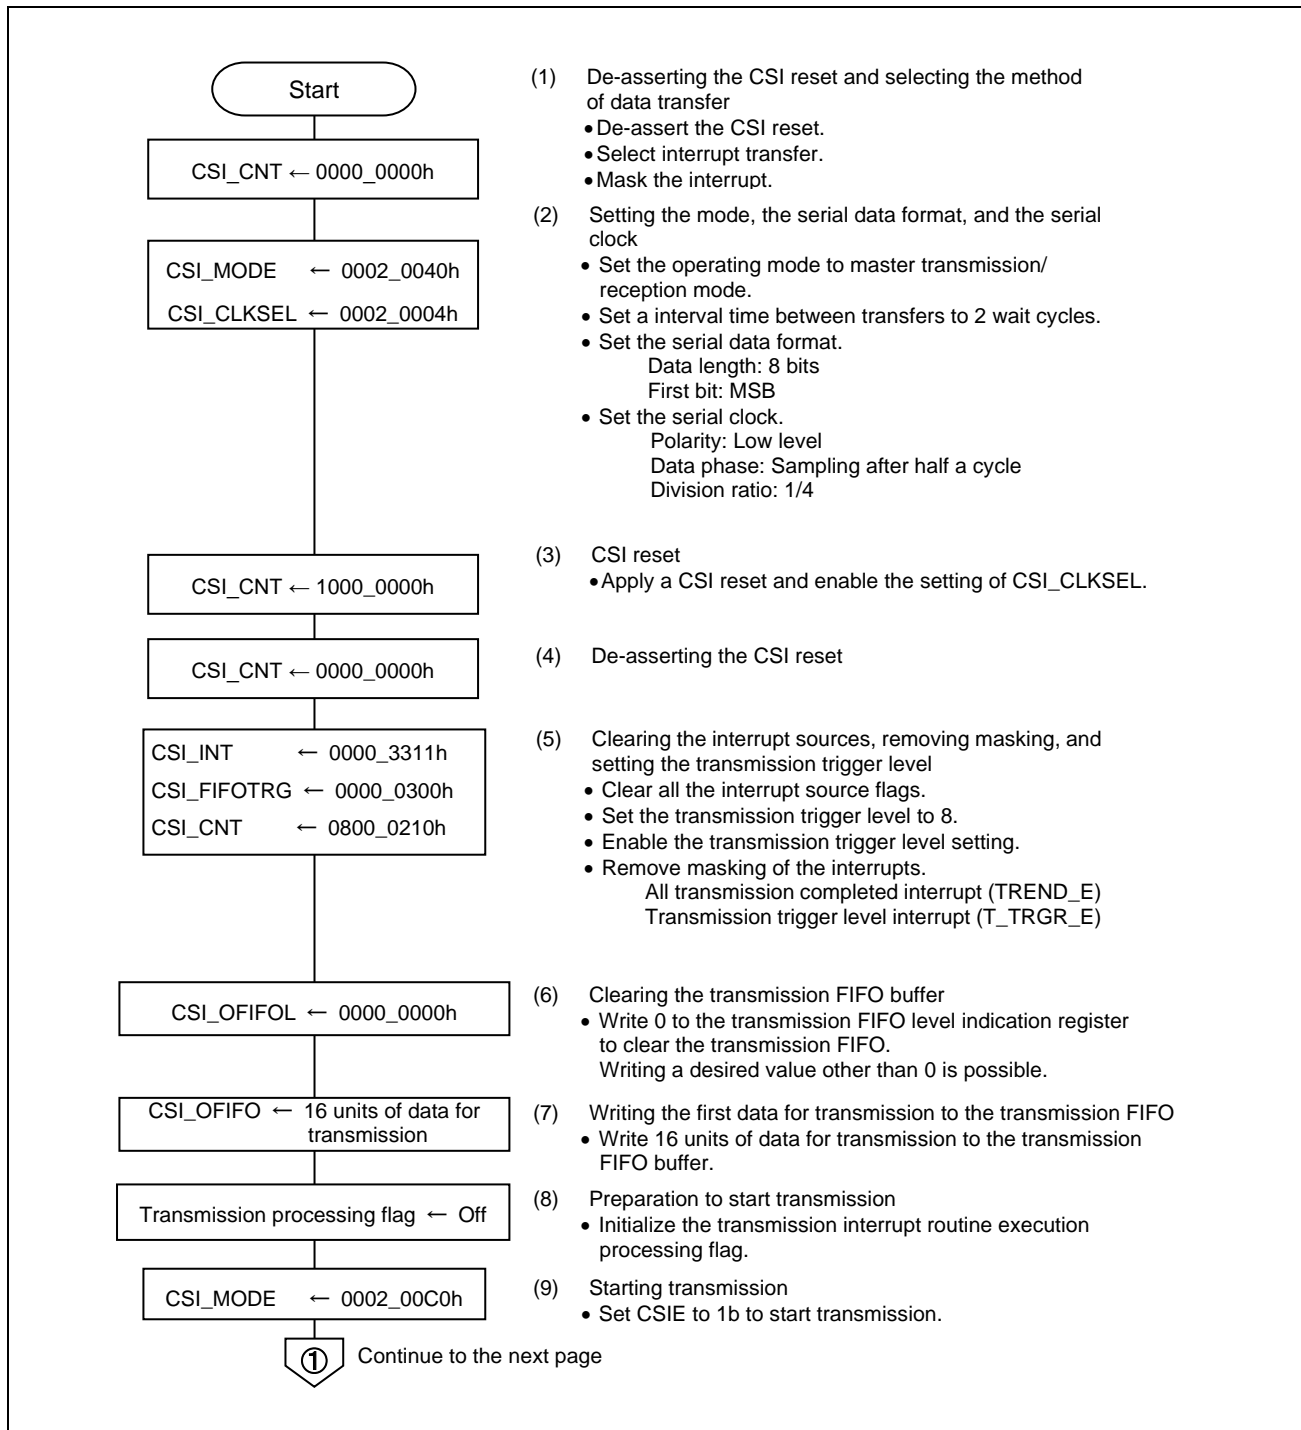 Start
CSI_CNT ← 0000_0000h
(1) De-asserting the CSI reset and selecting the method
of data transfer
•De-assert the CSI reset.
•Select interrupt transfer.
•Mask the interrupt.
CSI_MODE ← 0002_0040h
CSI_CLKSEL ← 0002_0004h
(2) Setting the mode, the serial data format, and the serial
clock
• Set the operating mode to master transmission/
reception mode.
• Set a interval time between transfers to 2 wait cycles.
• Set the serial data format.
Data length: 8 bits
First bit: MSB
• Set the serial clock.
Polarity: Low level
Data phase: Sampling after half a cycle
Division ratio: 1/4
CSI_CNT ← 1000_0000h
(3) CSI reset
•Apply a CSI reset and enable the setting of CSI_CLKSEL.
CSI_CNT ← 0000_0000h
(4) De-asserting the CSI reset
CSI_INT ← 0000_3311h
CSI_FIFOTRG ← 0000_0300h
CSI_CNT ← 0800_0210h
(5) Clearing the interrupt sources, removing masking, and
setting the transmission trigger level
• Clear all the interrupt source flags.
• Set the transmission trigger level to 8.
• Enable the transmission trigger level setting.
• Remove masking of the interrupts.
All transmission completed interrupt (TREND_E)
Transmission trigger level interrupt (T_TRGR_E)
CSI_OFIFOL ← 0000_0000h
(6) Clearing the transmission FIFO buffer
• Write 0 to the transmission FIFO level indication register
to clear the transmission FIFO.
Writing a desired value other than 0 is possible.
CSI_OFIFO ← 16 units of data for
transmission
(7) Writing the first data for transmission to the transmission FIFO
• Write 16 units of data for transmission to the transmission
FIFO buffer.
Transmission processing flag ← Off
(8) Preparation to start transmission
• Initialize the transmission interrupt routine execution
processing flag.
CSI_MODE ← 0002_00C0h
(9) Starting transmission
• Set CSIE to 1b to start transmission.
① Continue to the next page